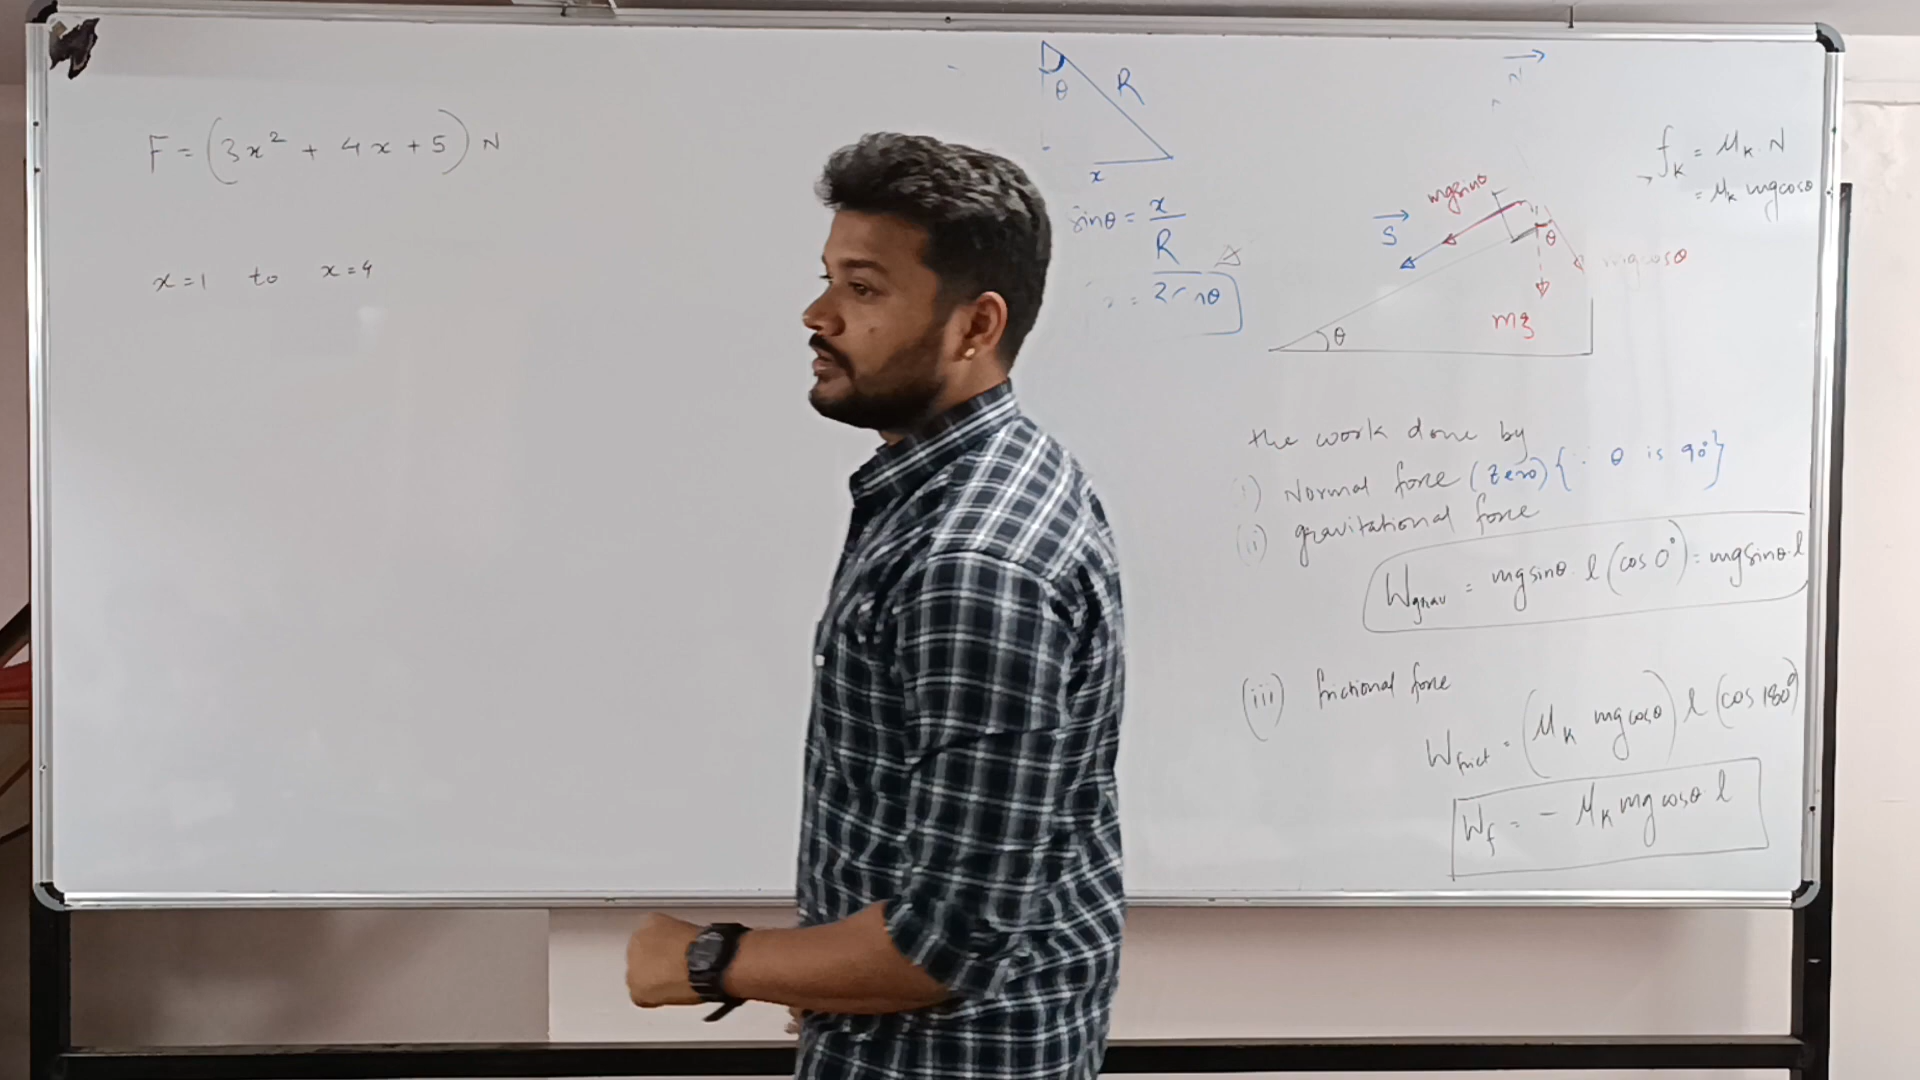 F = (3x² + 4x + 5) N
x = 1 to x = 4
θ
R
x
sinθ = x/R
N
f_K = μ_K . N
= μ_K mgcosθ
mgsinθ
S
θ
mgcosθ
mg
θ
the work done by
(i) Normal force (zero) {∵ θ is 90°}
(ii) gravitational force
W_grav = mgsinθ . l (cos 0°) = mgsinθ . l
(iii) frictional force
W_frict = (μ_K mgcosθ) l (cos 180°)
W_f = - μ_K mg cosθ . l